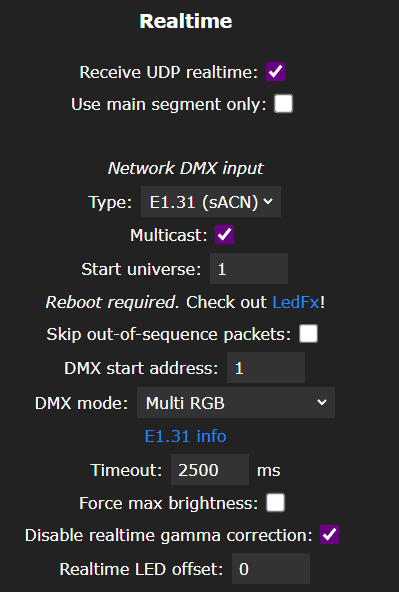 Realtime
Receive UDP realtime:
Use main segment only:
Network DMX input
Type: E1.31 (sACN)
Multicast:
Start universe: 1
Reboot required. Check out LedFx!
Skip out-of-sequence packets:
DMX start address: 1
DMX mode: Multi RGB
E1.31 info
Timeout: 2500 ms
Force max brightness:
Disable realtime gamma correction:
Realtime LED offset: 0